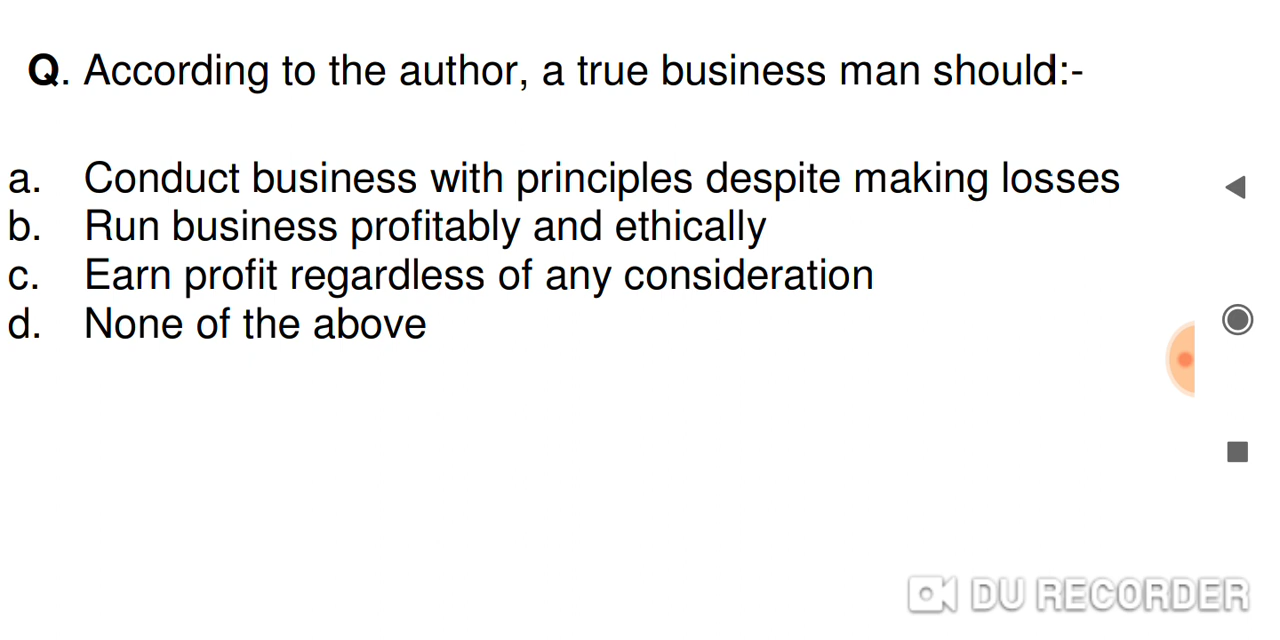 Q. According to the author, a true business man should:-
a. Conduct business with principles despite making losses
b. Run business profitably and ethically
c. Earn profit regardless of any consideration
d. None of the above
DU RECORDER